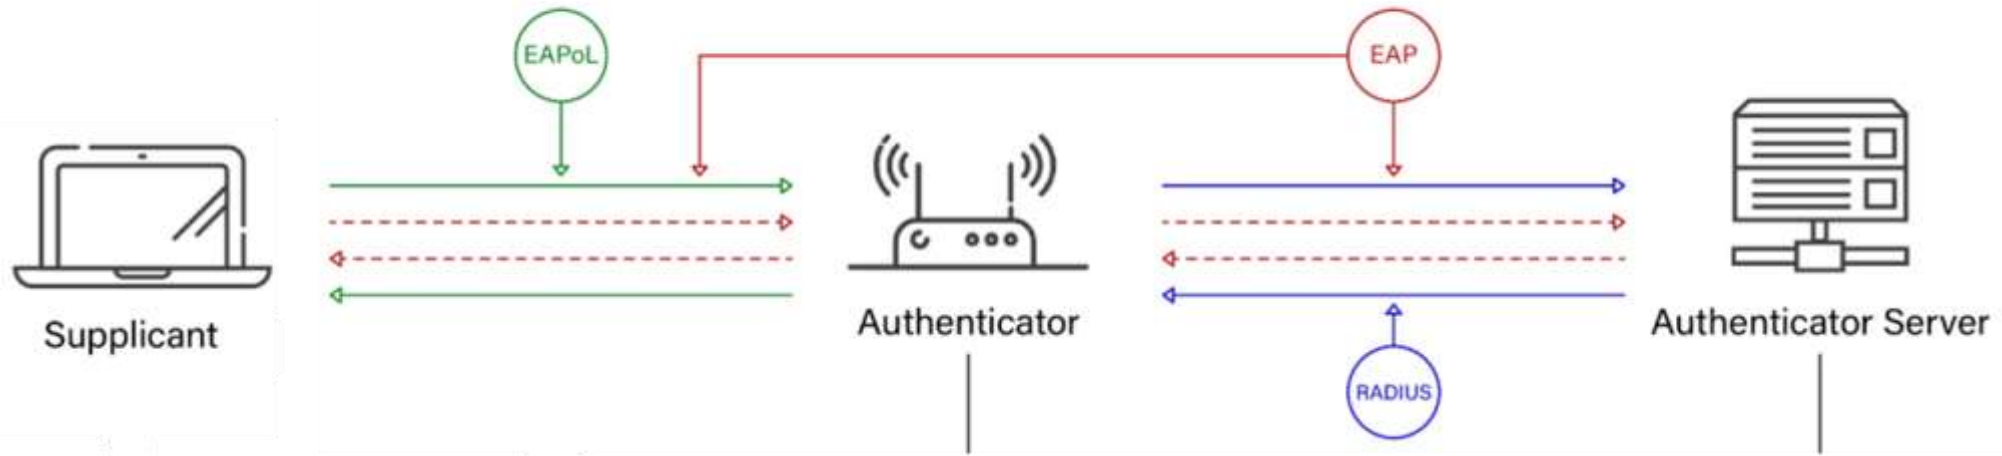 EAPoL
EAP
Supplicant
Authenticator
Authenticator Server
RADIUS